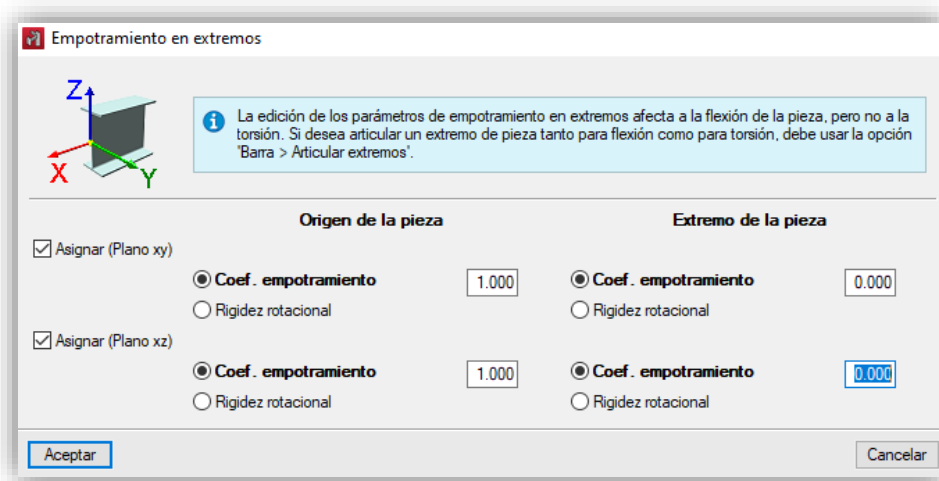 Empotramiento en extremos
Z
X
Y
La edición de los parámetros de empotramiento en extremos afecta a la flexión de la pieza, pero no a la
torsión. Si desea articular un extremo de pieza tanto para flexión como para torsión, debe usar la opción
'Barra > Articular extremos'.
Origen de la pieza Extremo de la pieza
Asignar (Plano xy)
Coef. empotramiento 1.000 Coef. empotramiento 0.000
Rigidez rotacional Rigidez rotacional
Asignar (Plano xz)
Coef. empotramiento 1.000 Coef. empotramiento 0.000
Rigidez rotacional Rigidez rotacional
Aceptar Cancelar